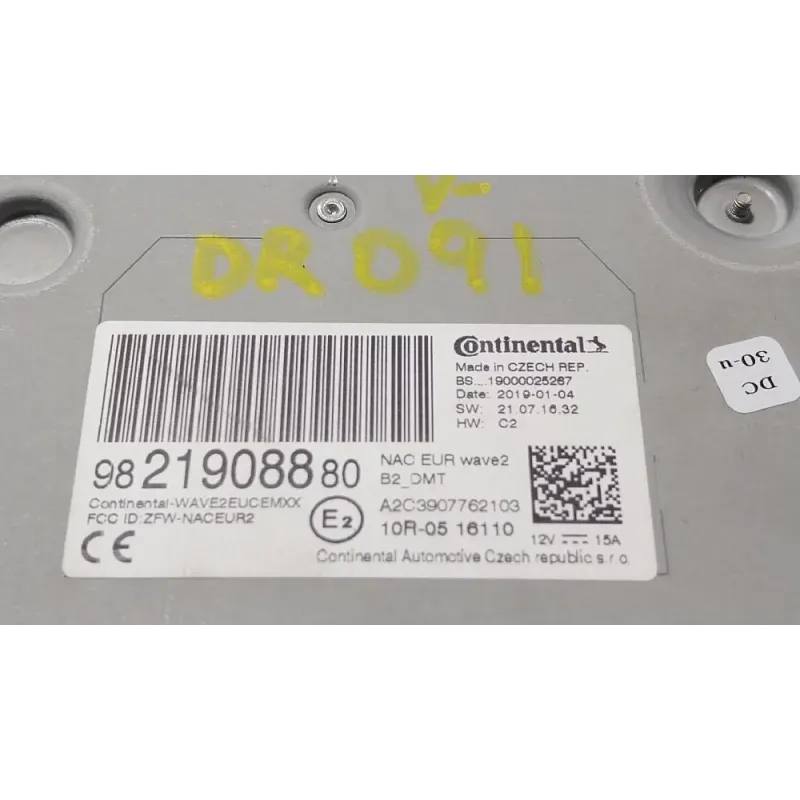 V-
DR 091
Continental
Made in CZECH REP.
BS....19000025267
Date: 2019-01-04
SW: 21.07.16.32
HW: C2
98 219088 80
NAC EUR wave2
B2_DMT
Continental-WAVE2EUCEMXX
FCC ID:ZFW-NACEUR2
E2
A2C3907762103
10R-05 16110
12V 15A
CE
Continental Automotive Czech republic s.r.o.
DC
30-u